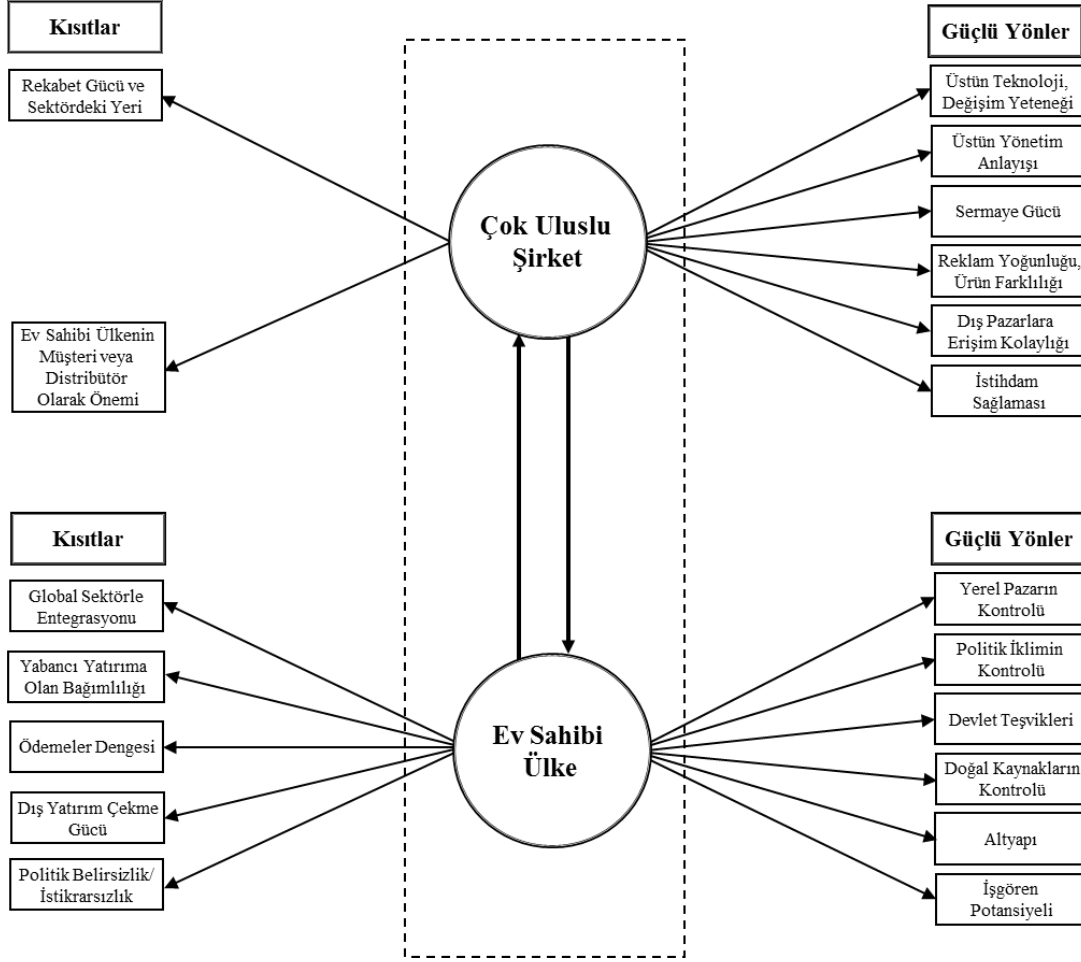 Kısıtlar
Rekabet Gücü ve
Sektördeki Yeri
Ev Sahibi Ülkenin
Müşteri veya
Distribütör
Olarak Önemi
Çok Uluslu
Şirket
Güçlü Yönler
Üstün Teknoloji,
Değişim Yeteneği
Üstün Yönetim
Anlayışı
Sermaye Gücü
Reklam Yoğunluğu,
Ürün Farklılığı
Dış Pazarlara
Erişim Kolaylığı
İstihdam
Sağlaması
Kısıtlar
Global Sektörle
Entegrasyonu
Yabancı Yatırıma
Olan Bağımlılığı
Ödemeler Dengesi
Dış Yatırım Çekme
Gücü
Politik Belirsizlik/
İstikrarsızlık
Ev Sahibi
Ülke
Güçlü Yönler
Yerel Pazarın
Kontrolü
Politik İklimin
Kontrolü
Devlet Teşvikleri
Doğal Kaynakların
Kontrolü
Altyapı
İşgören
Potansiyeli